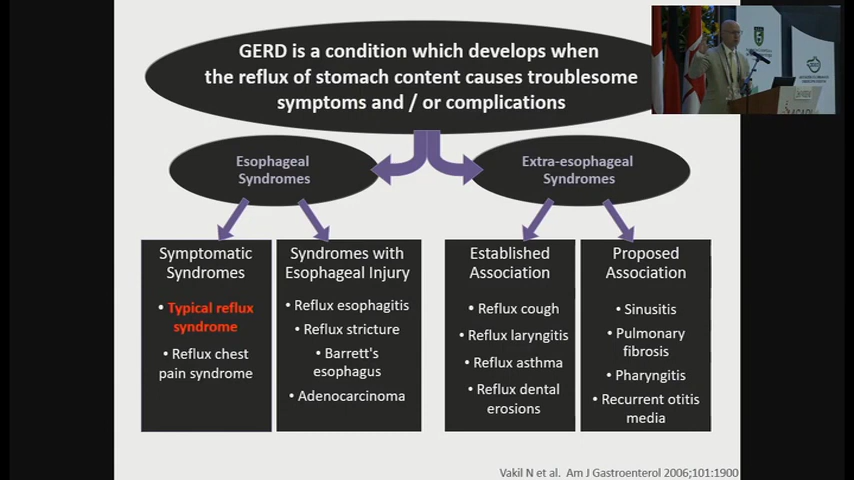 GERD is a condition which develops when
the reflux of stomach content causes troublesome
symptoms and / or complications
Esophageal
Syndromes
Extra-esophageal
Syndromes
Symptomatic
Syndromes
• Typical reflux
syndrome
• Reflux chest
pain syndrome
Syndromes with
Esophageal Injury
• Reflux esophagitis
• Reflux stricture
• Barrett's
esophagus
• Adenocarcinoma
Established
Association
• Reflux cough
• Reflux laryngitis
• Reflux asthma
• Reflux dental
erosions
Proposed
Association
• Sinusitis
• Pulmonary
fibrosis
• Pharyngitis
• Recurrent otitis
media
Vakil N et al. Am J Gastroenterol 2006;101:1900